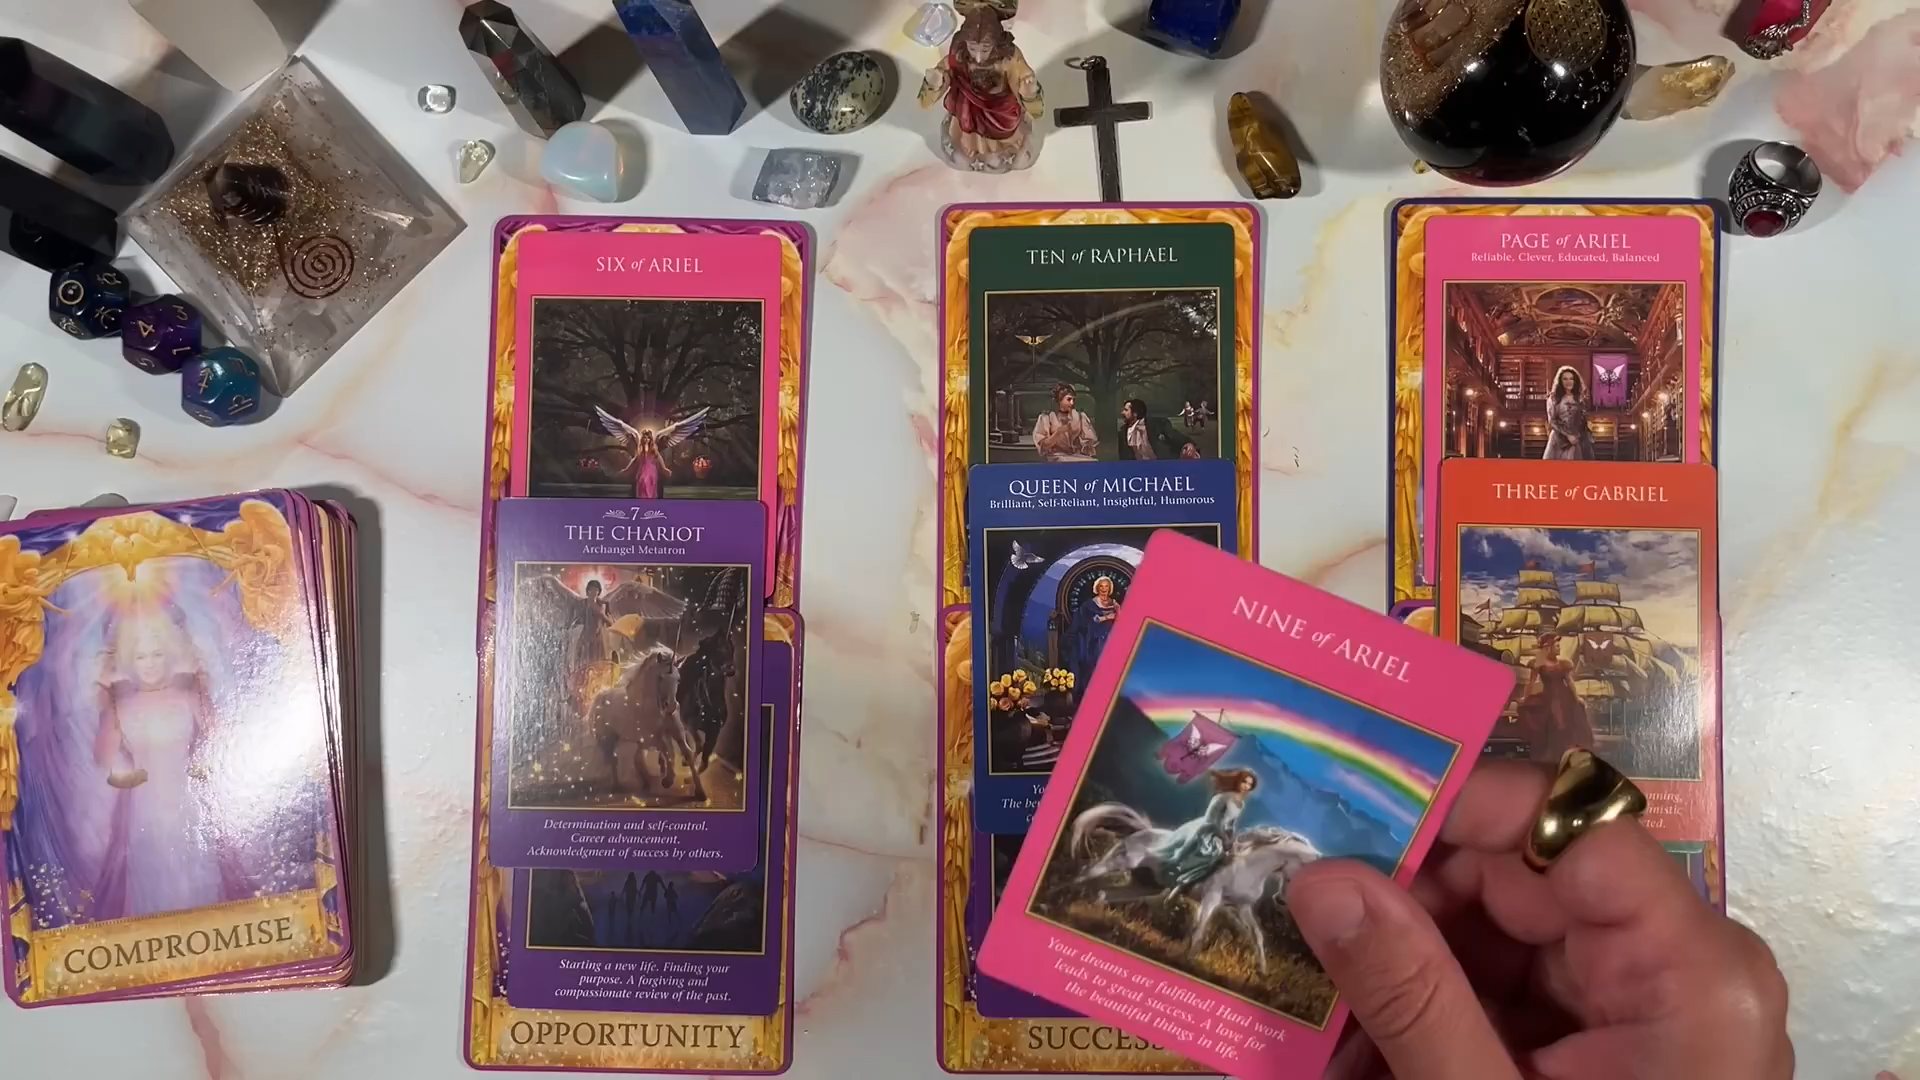 SIX of ARIEL
7
THE CHARIOT
Archangel Metatron
Determination and self-control.
Career advancement.
Acknowledgment of success by others.
Starting a new life. Finding your
purpose. A forgiving and
compassionate review of the past.
OPPORTUNITY
COMPROMISE
TEN of RAPHAEL
QUEEN of MICHAEL
Brilliant, Self-Reliant, Insightful, Humorous
The
SUCCESS
NINE of ARIEL
Your dreams are fulfilled! Hard work
leads to great success. A love for
the beautiful things in life.
PAGE of ARIEL
Reliable, Clever, Educated, Balanced
THREE of GABRIEL